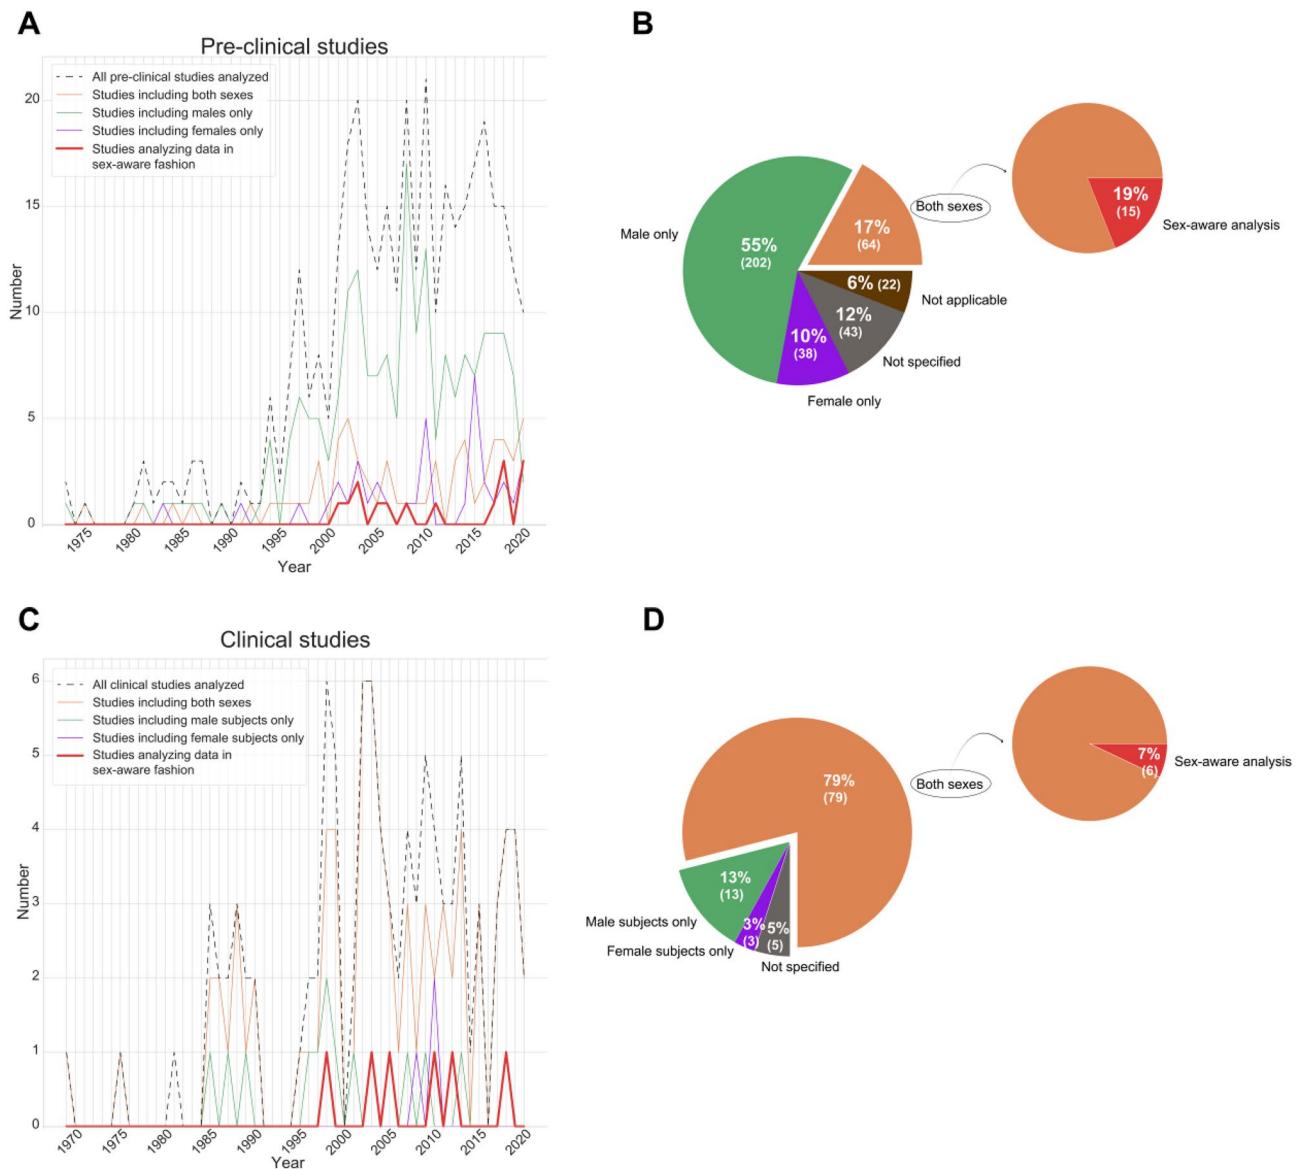 A
Pre-clinical studies
All pre-clinical studies analyzed
Studies including both sexes
Studies including males only
Studies including females only
Studies analyzing data in
sex-aware fashion
Number
20
15
10
5
0
1975
1980
1985
1990
1995
2000
2005
2010
2015
2020
Year
B
Male only
55%
(202)
17%
(64)
Both sexes
6% (22)
Not applicable
12%
(43)
Not specified
10%
(38)
Female only
19%
(15)
Sex-aware analysis
C
Clinical studies
All clinical studies analyzed
Studies including both sexes
Studies including male subjects only
Studies including female subjects only
Studies analyzing data in
sex-aware fashion
Number
6
5
4
3
2
1
0
1970
1975
1980
1985
1990
1995
2000
2005
2010
2015
2020
Year
D
79%
(79)
Both sexes
13%
(13)
Male subjects only
3%
(3)
Female subjects only
5%
(5)
Not specified
7%
(6)
Sex-aware analysis